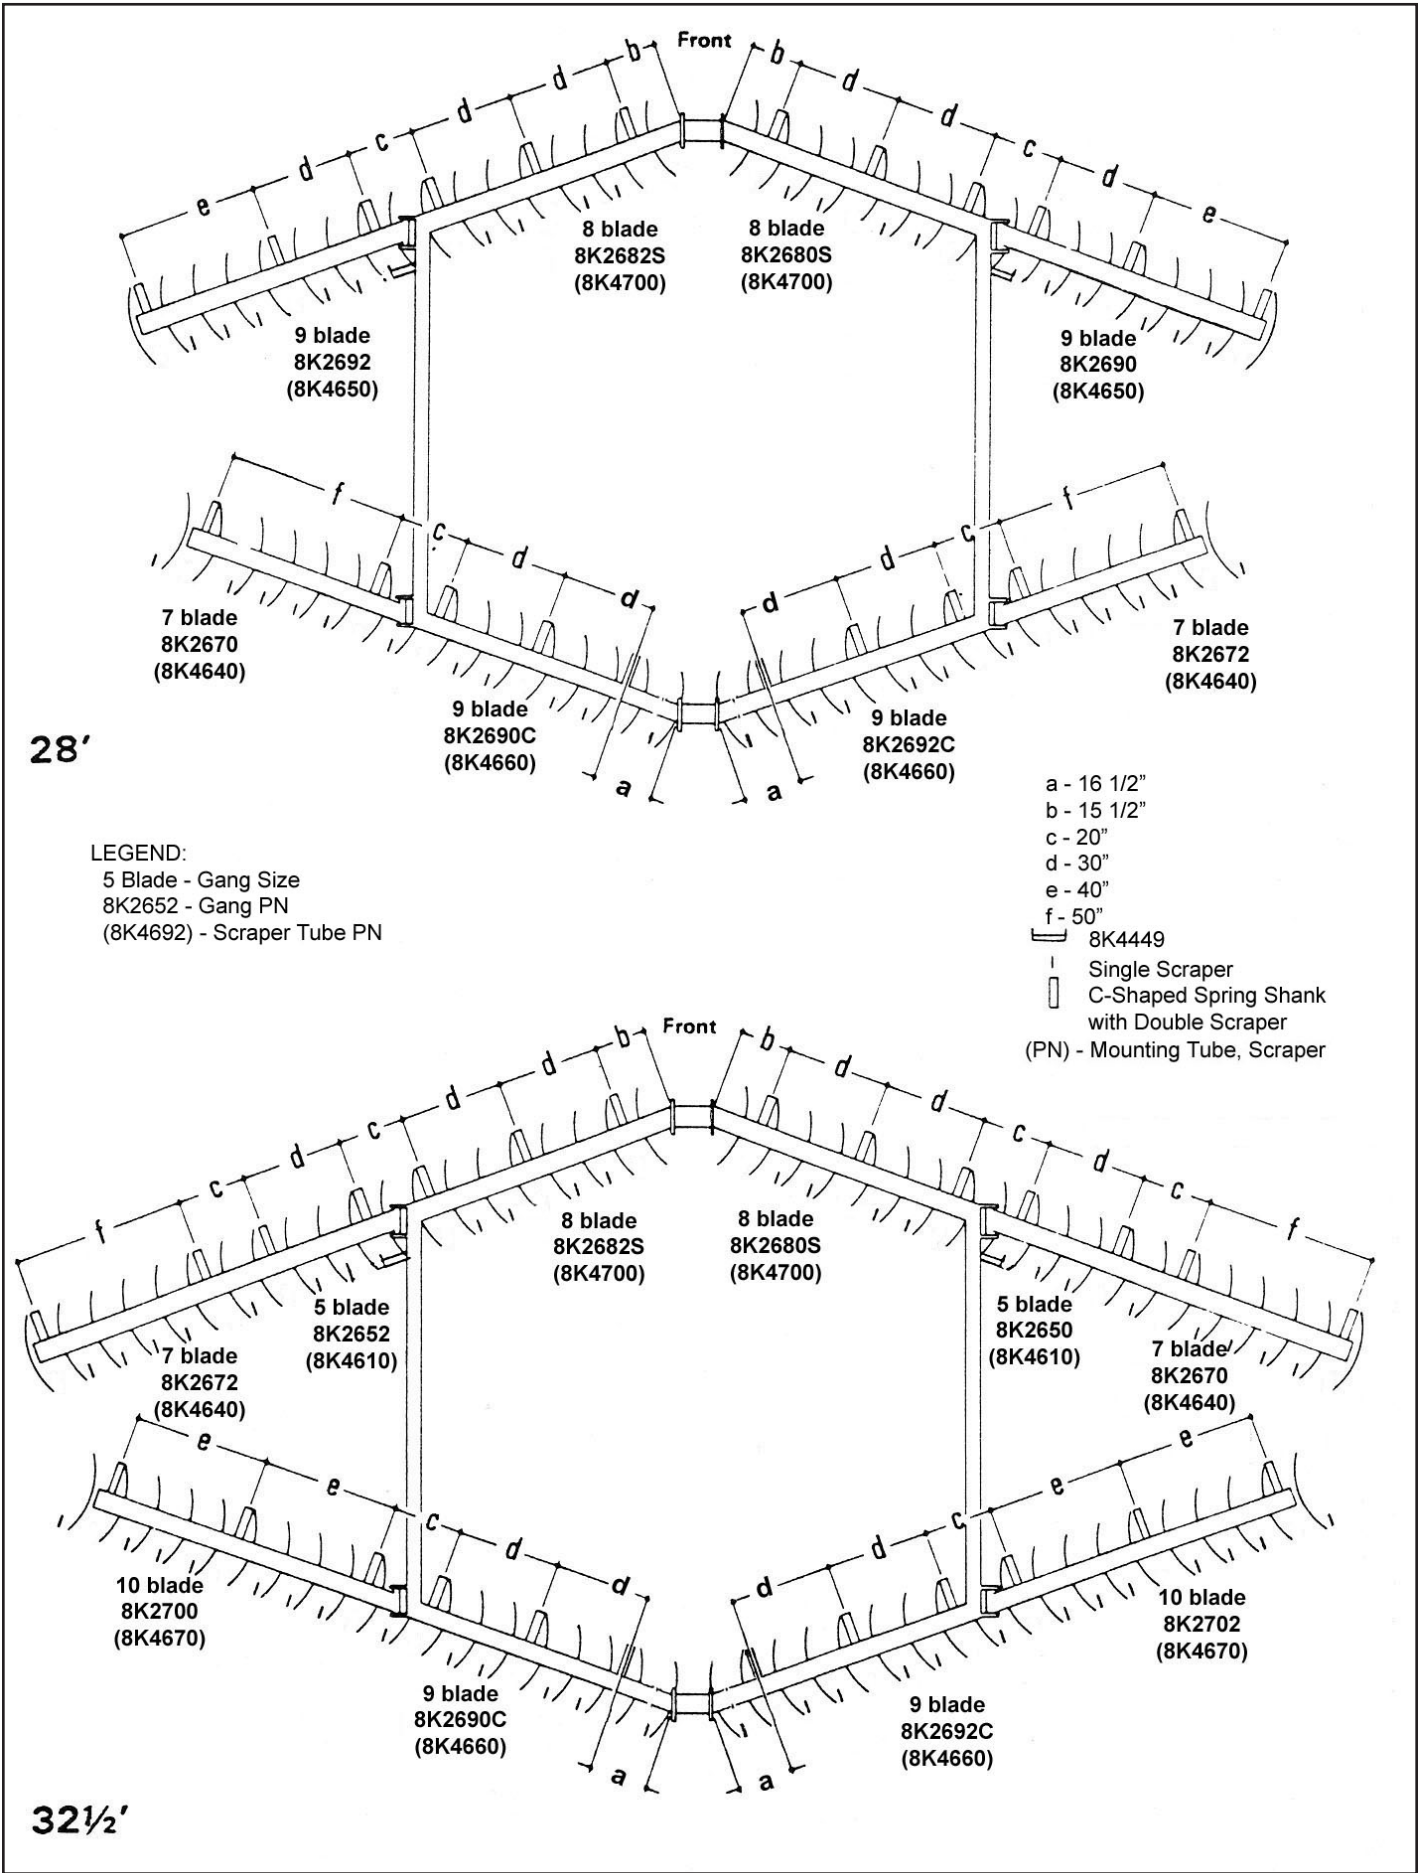 Front
b
b
d
d
d
d
c
c
d
d
e
e
8 blade
8K2682S
(8K4700)
8 blade
8K2680S
(8K4700)
9 blade
8K2692
(8K4650)
9 blade
8K2690
(8K4650)
f
c
d
d
d
d
c
f
7 blade
8K2670
(8K4640)
7 blade
8K2672
(8K4640)
9 blade
8K2690C
(8K4660)
9 blade
8K2692C
(8K4660)
a
a
28'
a - 16 1/2”
b - 15 1/2”
c - 20”
d - 30”
e - 40”
f - 50”
8K4449
Single Scraper
C-Shaped Spring Shank
with Double Scraper
(PN) - Mounting Tube, Scraper
LEGEND:
5 Blade - Gang Size
8K2652 - Gang PN
(8K4692) - Scraper Tube PN
Front
b
b
d
d
d
d
c
c
d
d
c
c
f
f
8 blade
8K2682S
(8K4700)
8 blade
8K2680S
(8K4700)
5 blade
8K2652
(8K4610)
5 blade
8K2650
(8K4610)
7 blade
8K2672
(8K4640)
7 blade
8K2670
(8K4640)
e
e
c
d
d
d
d
c
e
e
10 blade
8K2700
(8K4670)
10 blade
8K2702
(8K4670)
9 blade
8K2690C
(8K4660)
9 blade
8K2692C
(8K4660)
a
a
32½'